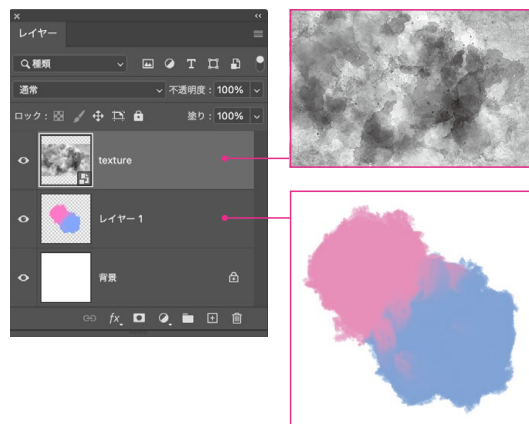 レイヤー
種類
通常 不透明度： 100%
ロック： 塗り： 100%
texture
レイヤー 1
背景
fx